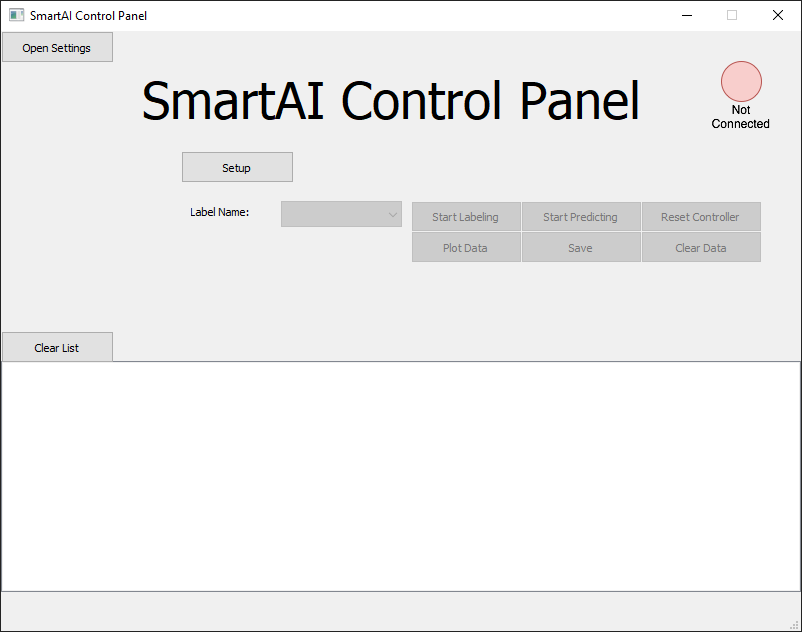 SmartAI Control Panel
Open Settings
SmartAI Control Panel
Not
Connected
Setup
Label Name:
Start Labeling
Start Predicting
Reset Controller
Plot Data
Save
Clear Data
Clear List